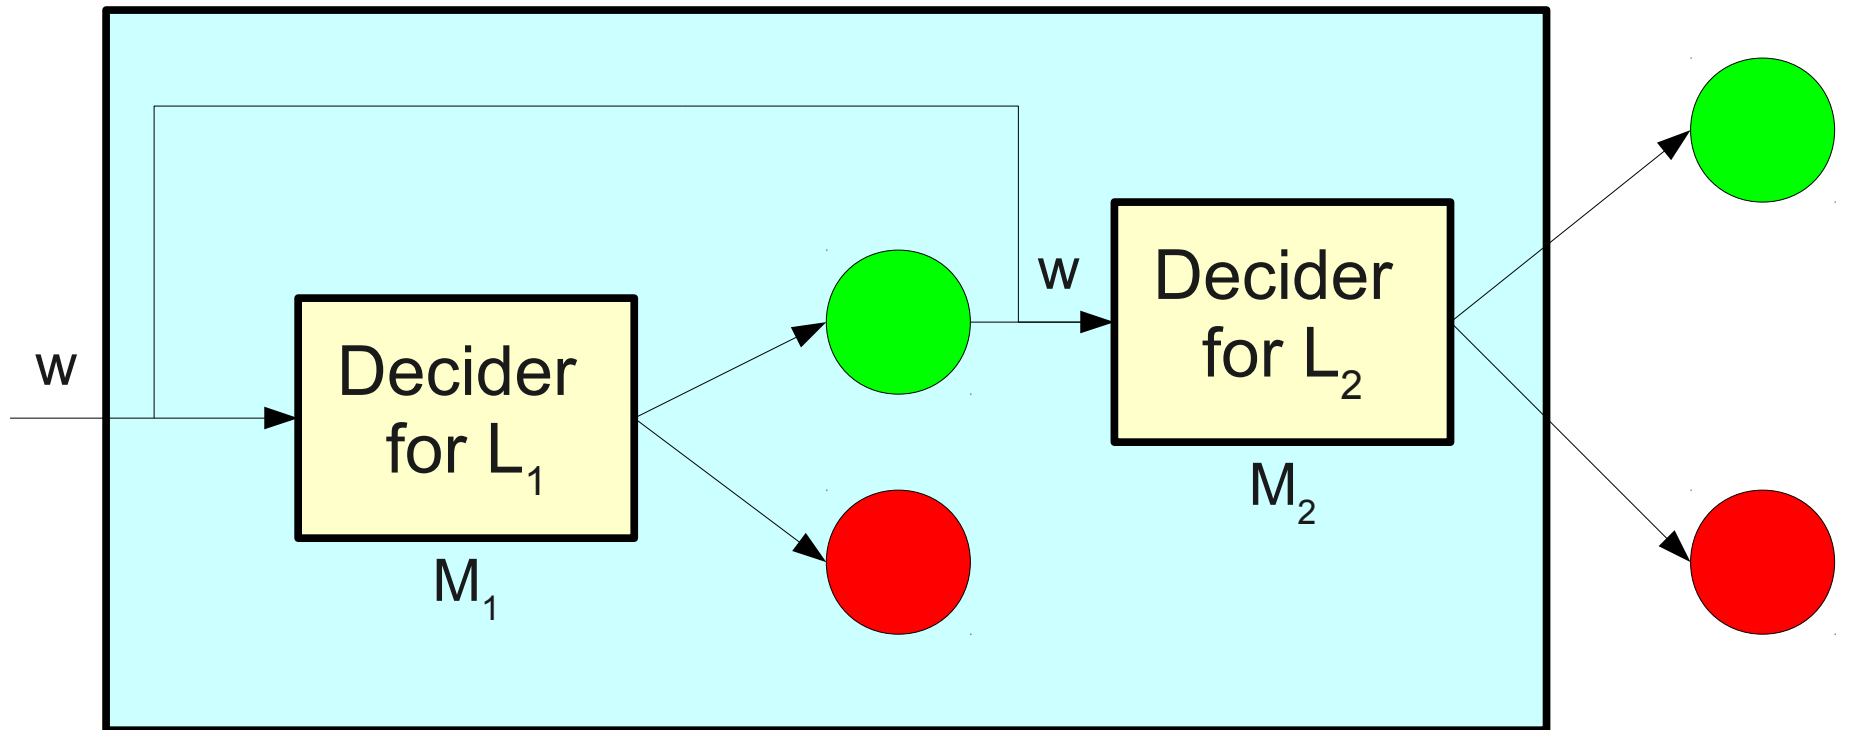 w
Decider
for L₁
M₁
w
Decider
for L₂
M₂